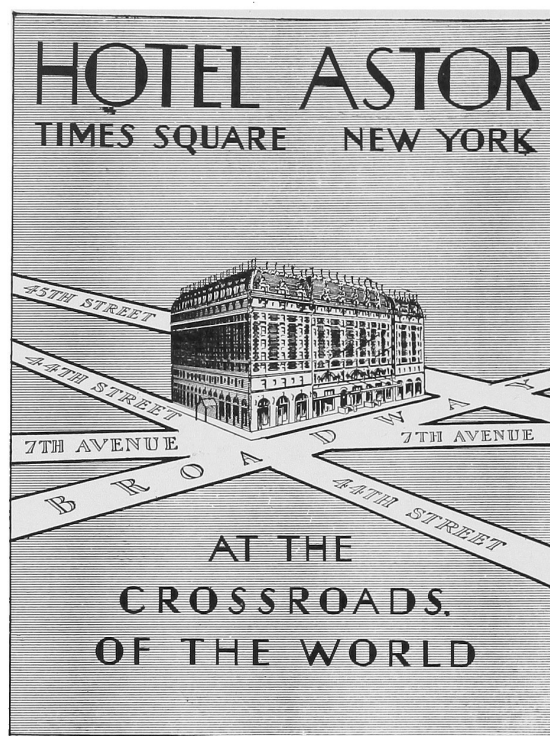 HOTEL ASTOR
TIMES SQUARE NEW YORK
45TH STREET
44TH STREET
7TH AVENUE
7TH AVENUE
BROADWAY
44TH STREET
AT THE
CROSSROADS.
OF THE WORLD